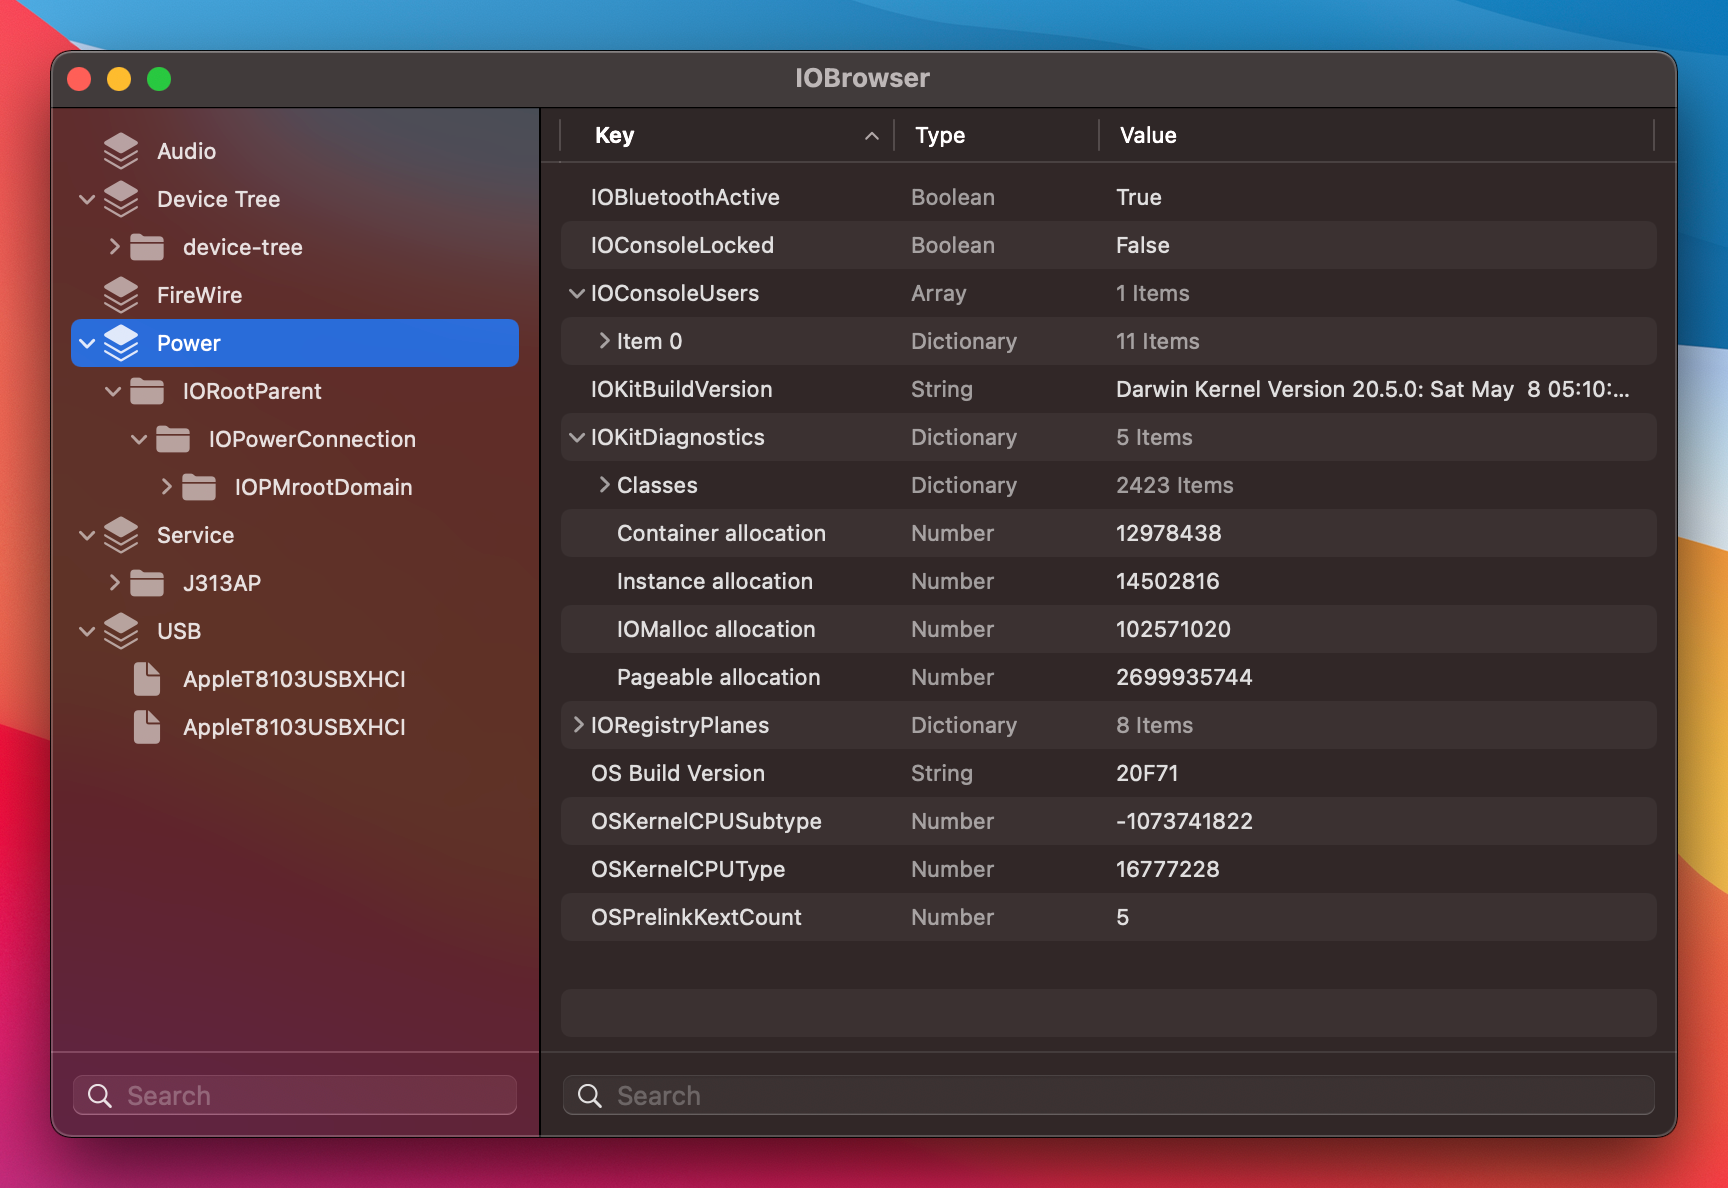 IOBrowser
Audio
Device Tree
device-tree
FireWire
Power
IORootParent
IOPowerConnection
IOPMrootDomain
Service
J313AP
USB
AppleT8103USBXHCI
AppleT8103USBXHCI
Search
Key Type Value
IOBluetoothActive Boolean True
IOConsoleLocked Boolean False
IOConsoleUsers Array 1 Items
Item 0 Dictionary 11 Items
IOKitBuildVersion String Darwin Kernel Version 20.5.0: Sat May  8 05:10:...
IOKitDiagnostics Dictionary 5 Items
Classes Dictionary 2423 Items
Container allocation Number 12978438
Instance allocation Number 14502816
IOMalloc allocation Number 102571020
Pageable allocation Number 2699935744
IORegistryPlanes Dictionary 8 Items
OS Build Version String 20F71
OSKernelCPUSubtype Number -1073741822
OSKernelCPUType Number 16777228
OSPrelinkKextCount Number 5
Search